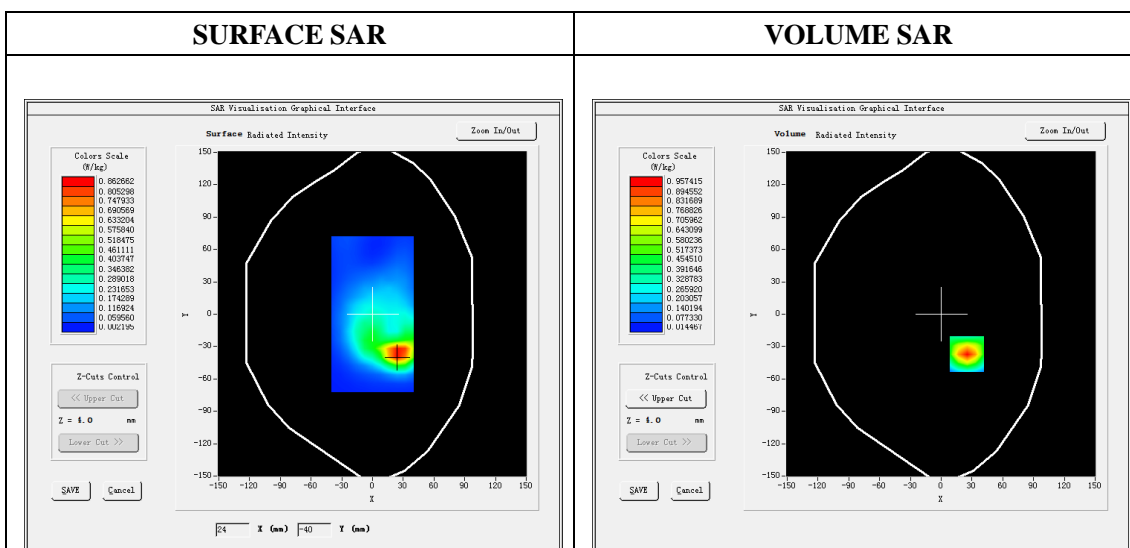 SURFACE SAR
SAR Visualisation Graphical Interface
Surface Radiated Intensity
Zoom In/Out
Colors Scale
(W/kg)
0.862662
0.805298
0.747933
0.690569
0.633204
0.575840
0.518475
0.461111
0.403747
0.346382
0.289018
0.231653
0.174289
0.116924
0.059560
0.002195
Z-Cuts Control
<< Upper Cut
Z = 4.0 mm
Lower Cut >>
SAVE Cancel
150
120
90
60
30
0
-30
-60
-90
-120
-150
Y
-150 -120 -90 -60 -30 0 30 60 90 120 150
X
24 X (mm) -40 Y (mm)
VOLUME SAR
SAR Visualisation Graphical Interface
Volume Radiated Intensity
Zoom In/Out
Colors Scale
(W/kg)
0.957415
0.894552
0.831689
0.768826
0.705962
0.643099
0.580236
0.517373
0.454510
0.391646
0.328783
0.265920
0.203057
0.140194
0.077330
0.014467
Z-Cuts Control
<< Upper Cut
Z = 4.0 mm
Lower Cut >>
SAVE Cancel
150
120
90
60
30
0
-30
-60
-90
-120
-150
Y
-150 -120 -90 -60 -30 0 30 60 90 120 150
X